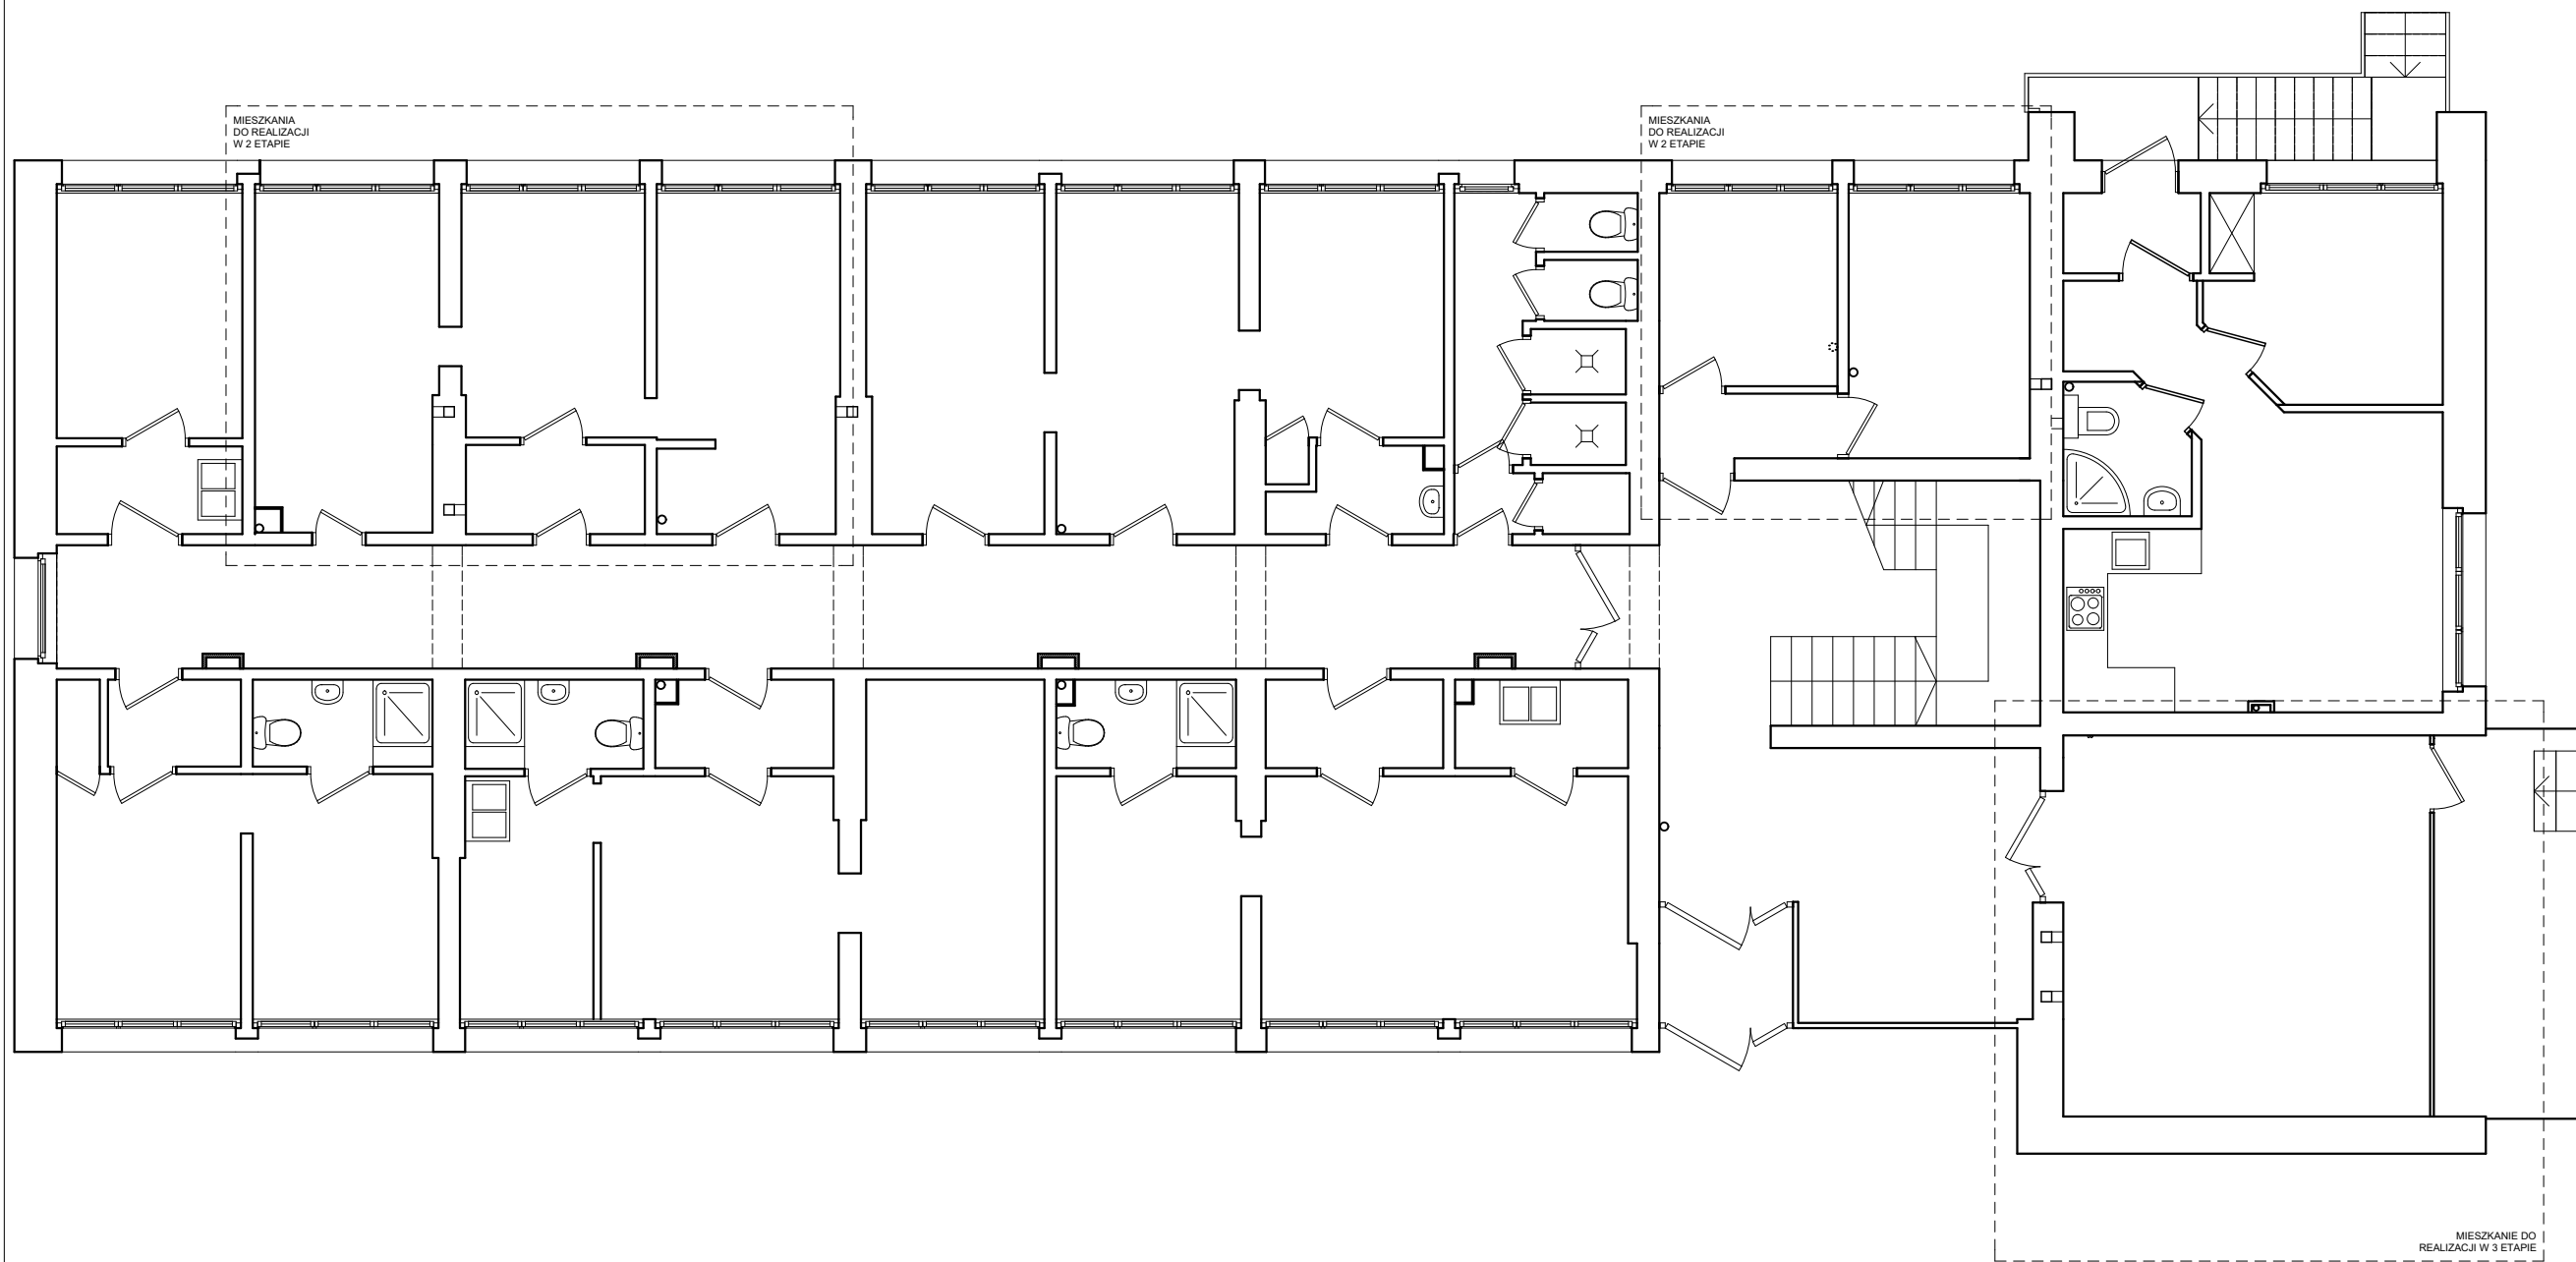 MIESZKANIA
DO REALIZACJI
W 2 ETAPIE
MIESZKANIA
DO REALIZACJI
W 2 ETAPIE
MIESZKANIE DO
REALIZACJI W 3 ETAPIE